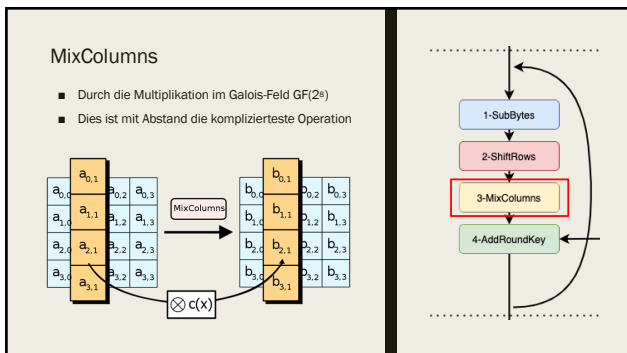 MixColumns
■ Durch die Multiplikation im Galois-Feld GF(2⁸)
■ Dies ist mit Abstand die komplizierteste Operation
a0,0 a0,1 a0,2 a0,3
a1,0 a1,1 a1,2 a1,3
a2,0 a2,1 a2,2 a2,3
a3,0 a3,1 a3,2 a3,3
MixColumns
b0,0 b0,1 b0,2 b0,3
b1,0 b1,1 b1,2 b1,3
b2,0 b2,1 b2,2 b2,3
b3,0 b3,1 b3,2 b3,3
⊗ c(x)
1-SubBytes
2-ShiftRows
3-MixColumns
4-AddRoundKey